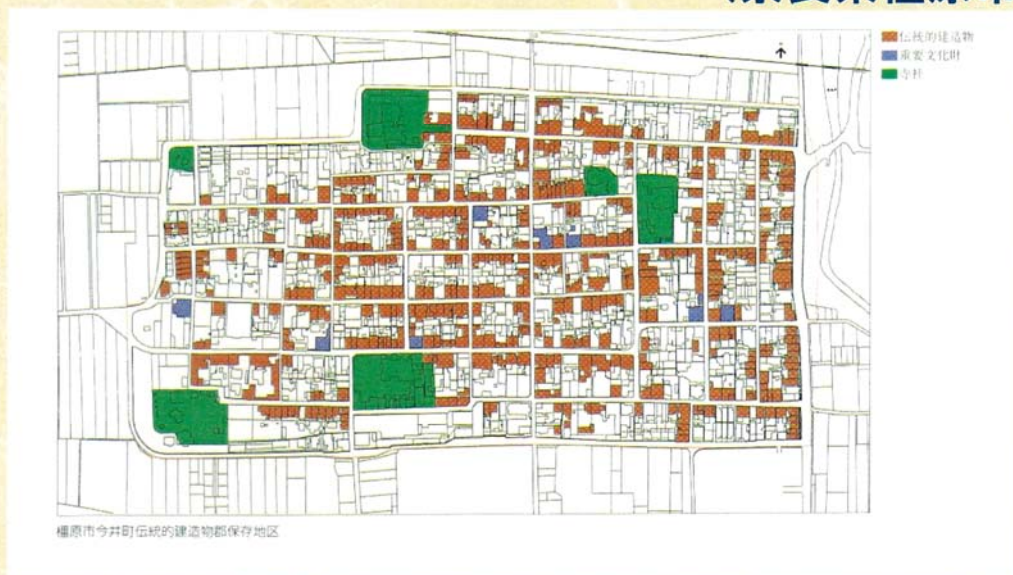 伝統的建造物
重要文化財
寺社
橿原市今井町伝統的建造物郡保存地区